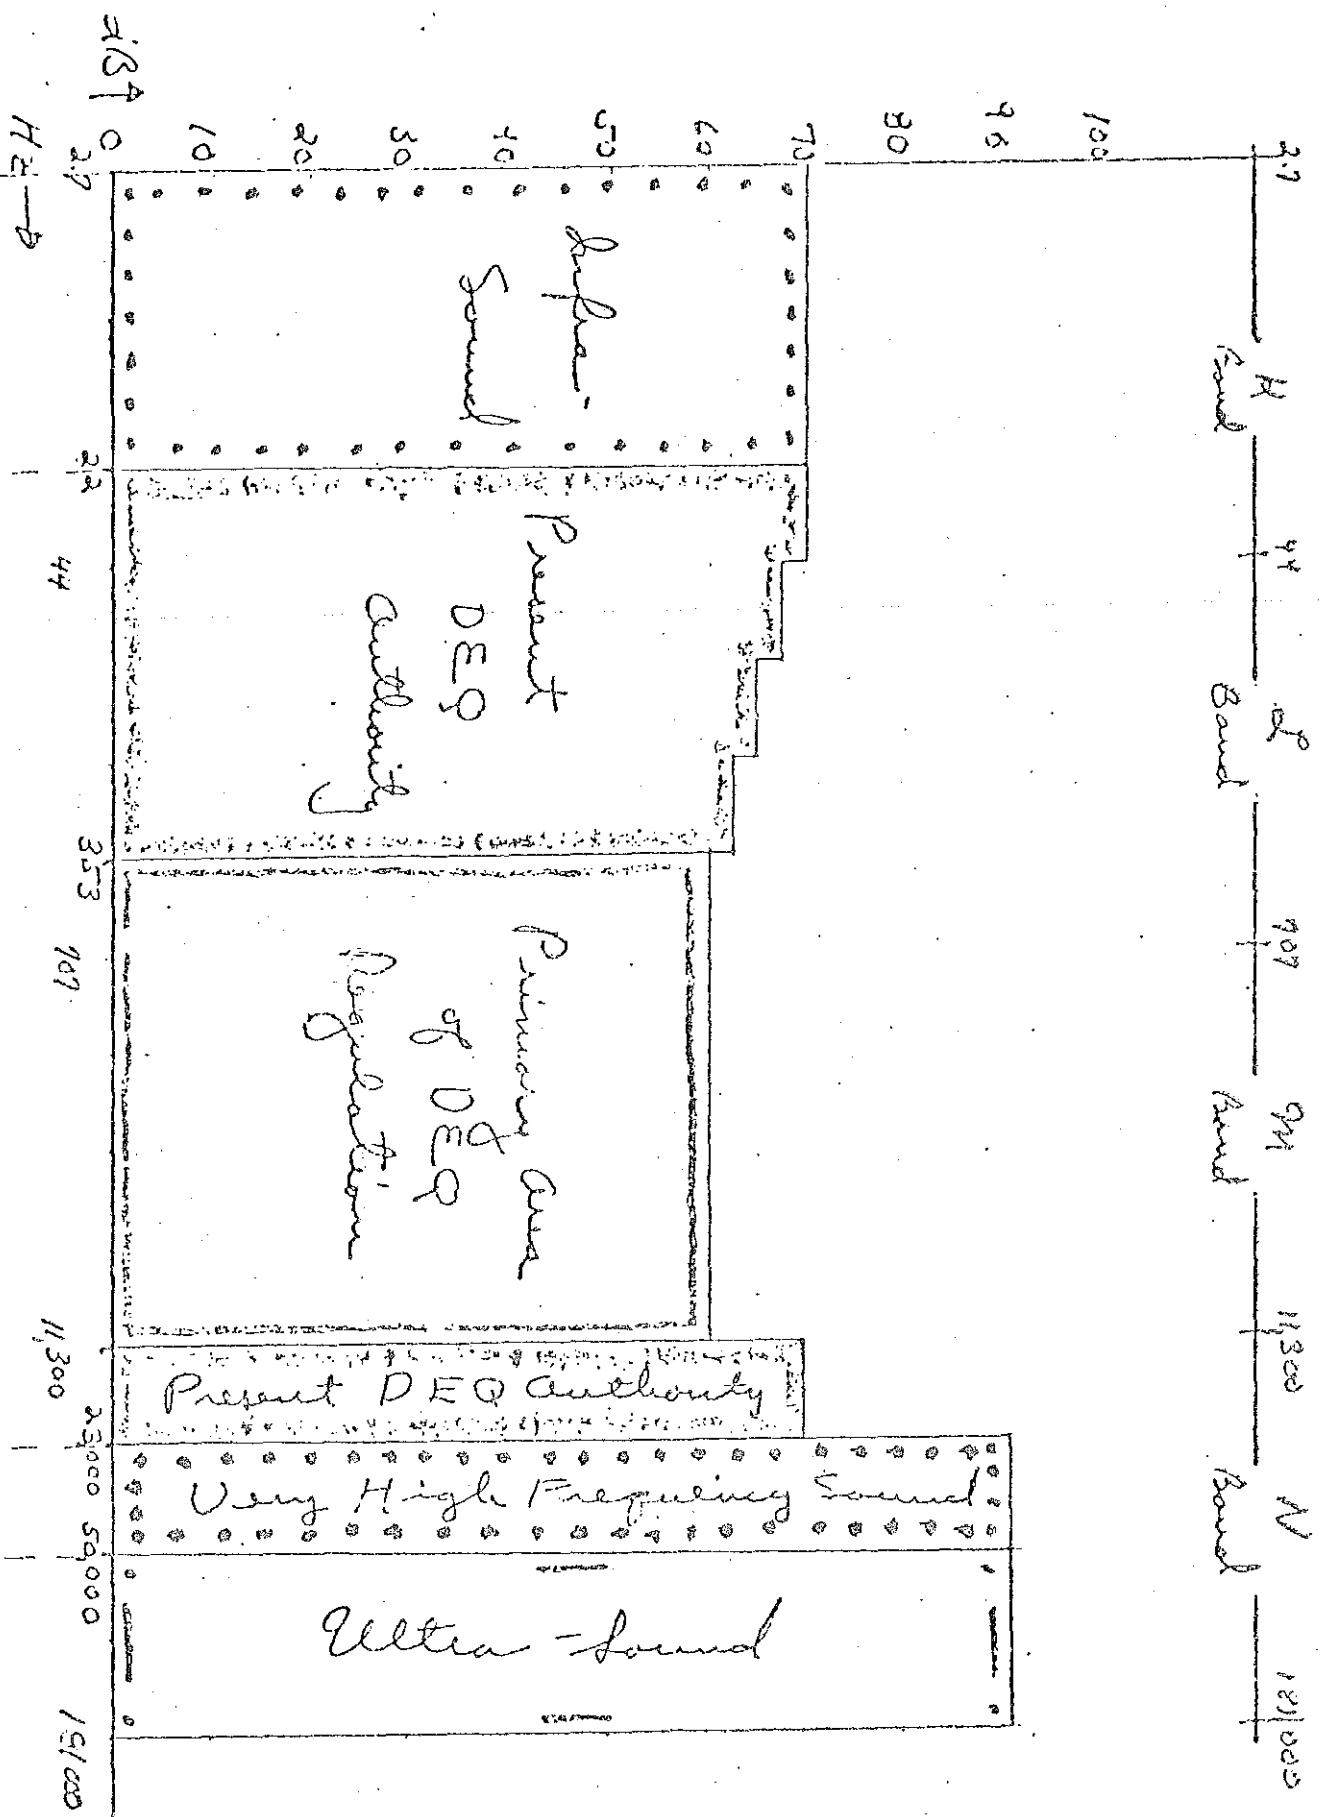 2.7 K Band 44 L Band 707 M Band 11,300 N Band 181,000
100
90
80
70
60
50
40
30
20
10
dB↑ 0
Infra-
Sound
Present
DEQ
Authority
Primary Area
of DEQ
Regulation
Present DEQ Authority
Very High Frequency Sound
Ultra-Sound
2.7 22 44 353 707 11,300 23,000 50,000 181,000
Hz→